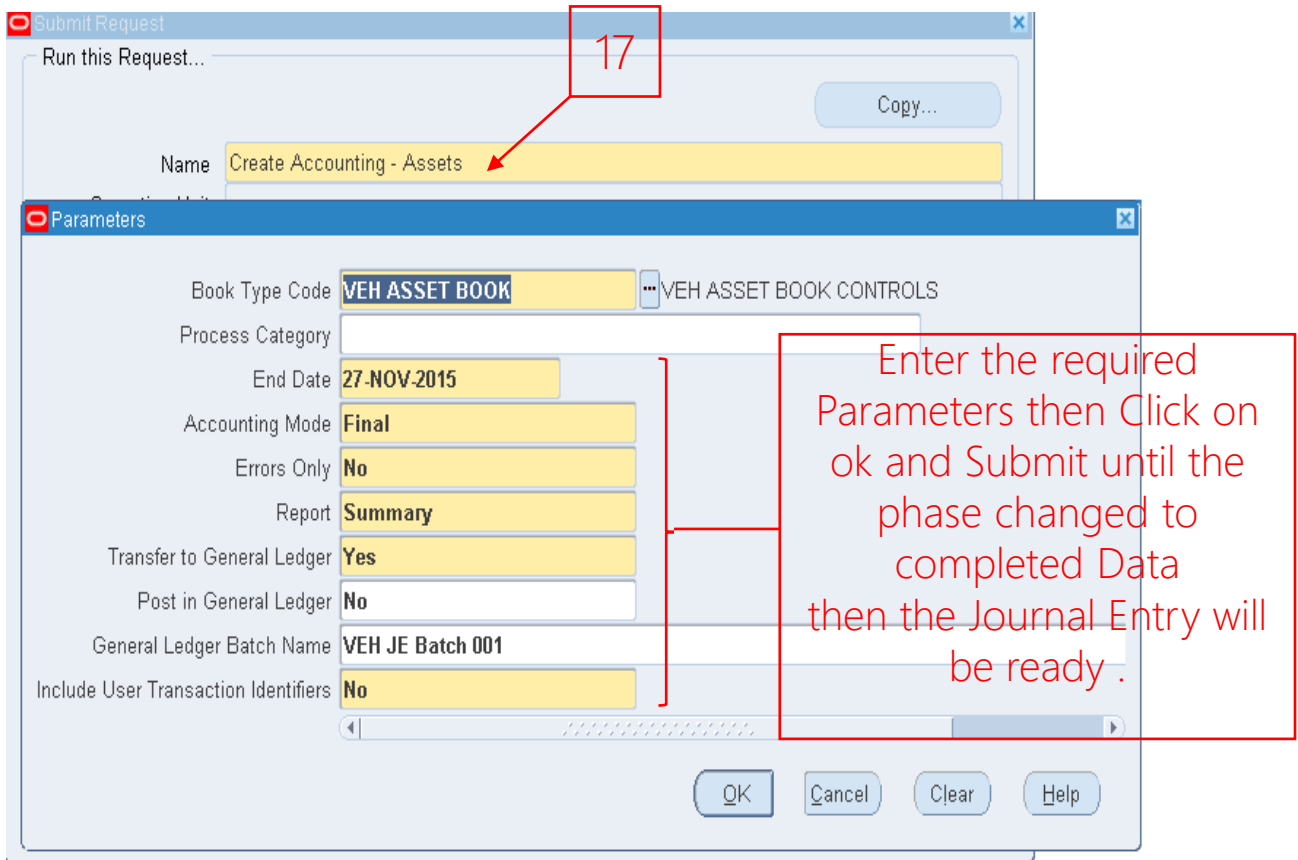 Submit Request
17
Run this Request...
Copy...
Name Create Accounting - Assets
Parameters
Book Type Code VEH ASSET BOOK VEH ASSET BOOK CONTROLS
Process Category
End Date 27-NOV-2015
Accounting Mode Final
Errors Only No
Report Summary
Transfer to General Ledger Yes
Post in General Ledger No
General Ledger Batch Name VEH JE Batch 001
Include User Transaction Identifiers No
Enter the required
Parameters then Click on
ok and Submit until the
phase changed to
completed Data
then the Journal Entry will
be ready .
OK Cancel Clear Help